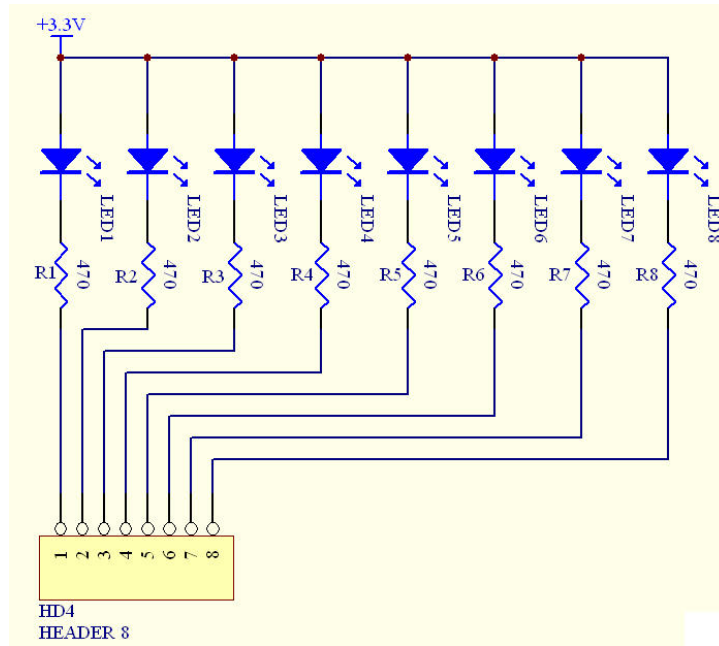 +3.3V
LED1 LED2 LED3 LED4 LED5 LED6 LED7 LED8
R1 470 R2 470 R3 470 R4 470 R5 470 R6 470 R7 470 R8 470
1 2 3 4 5 6 7 8
HD4
HEADER 8